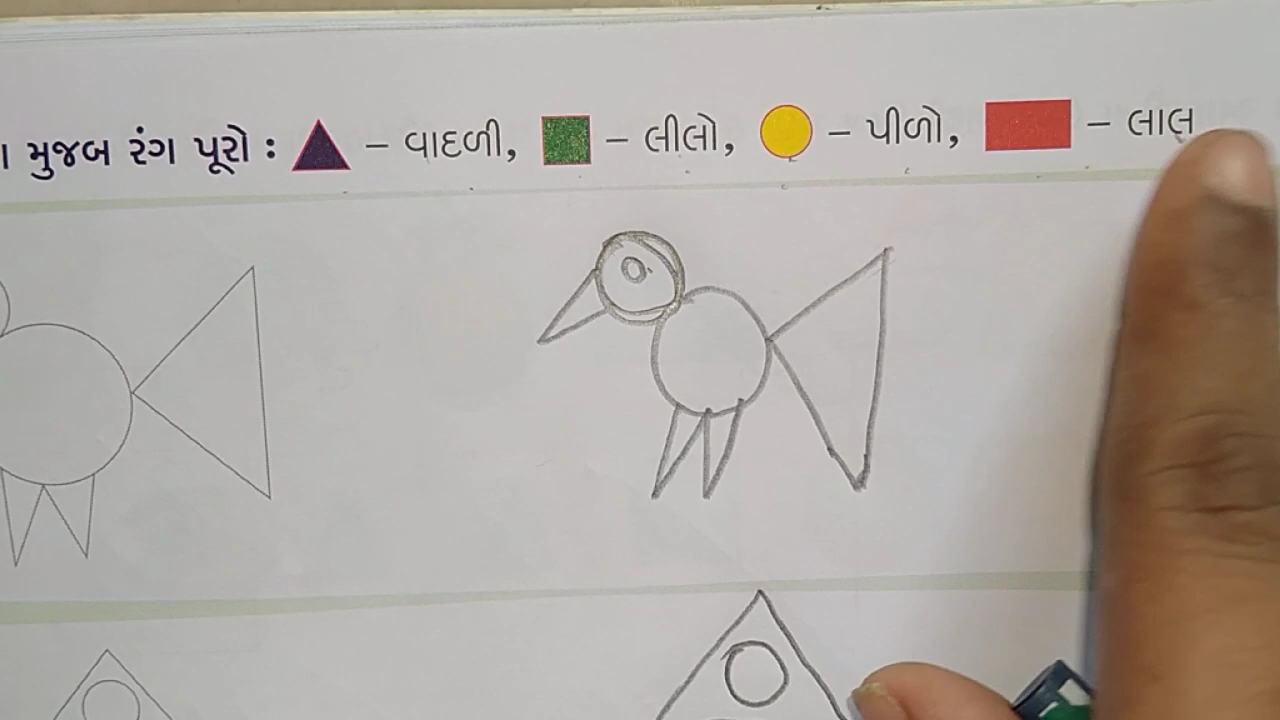 મુજબ રંગ પૂરો : – વાદળી, – લીલો, – પીળો, – લાલ